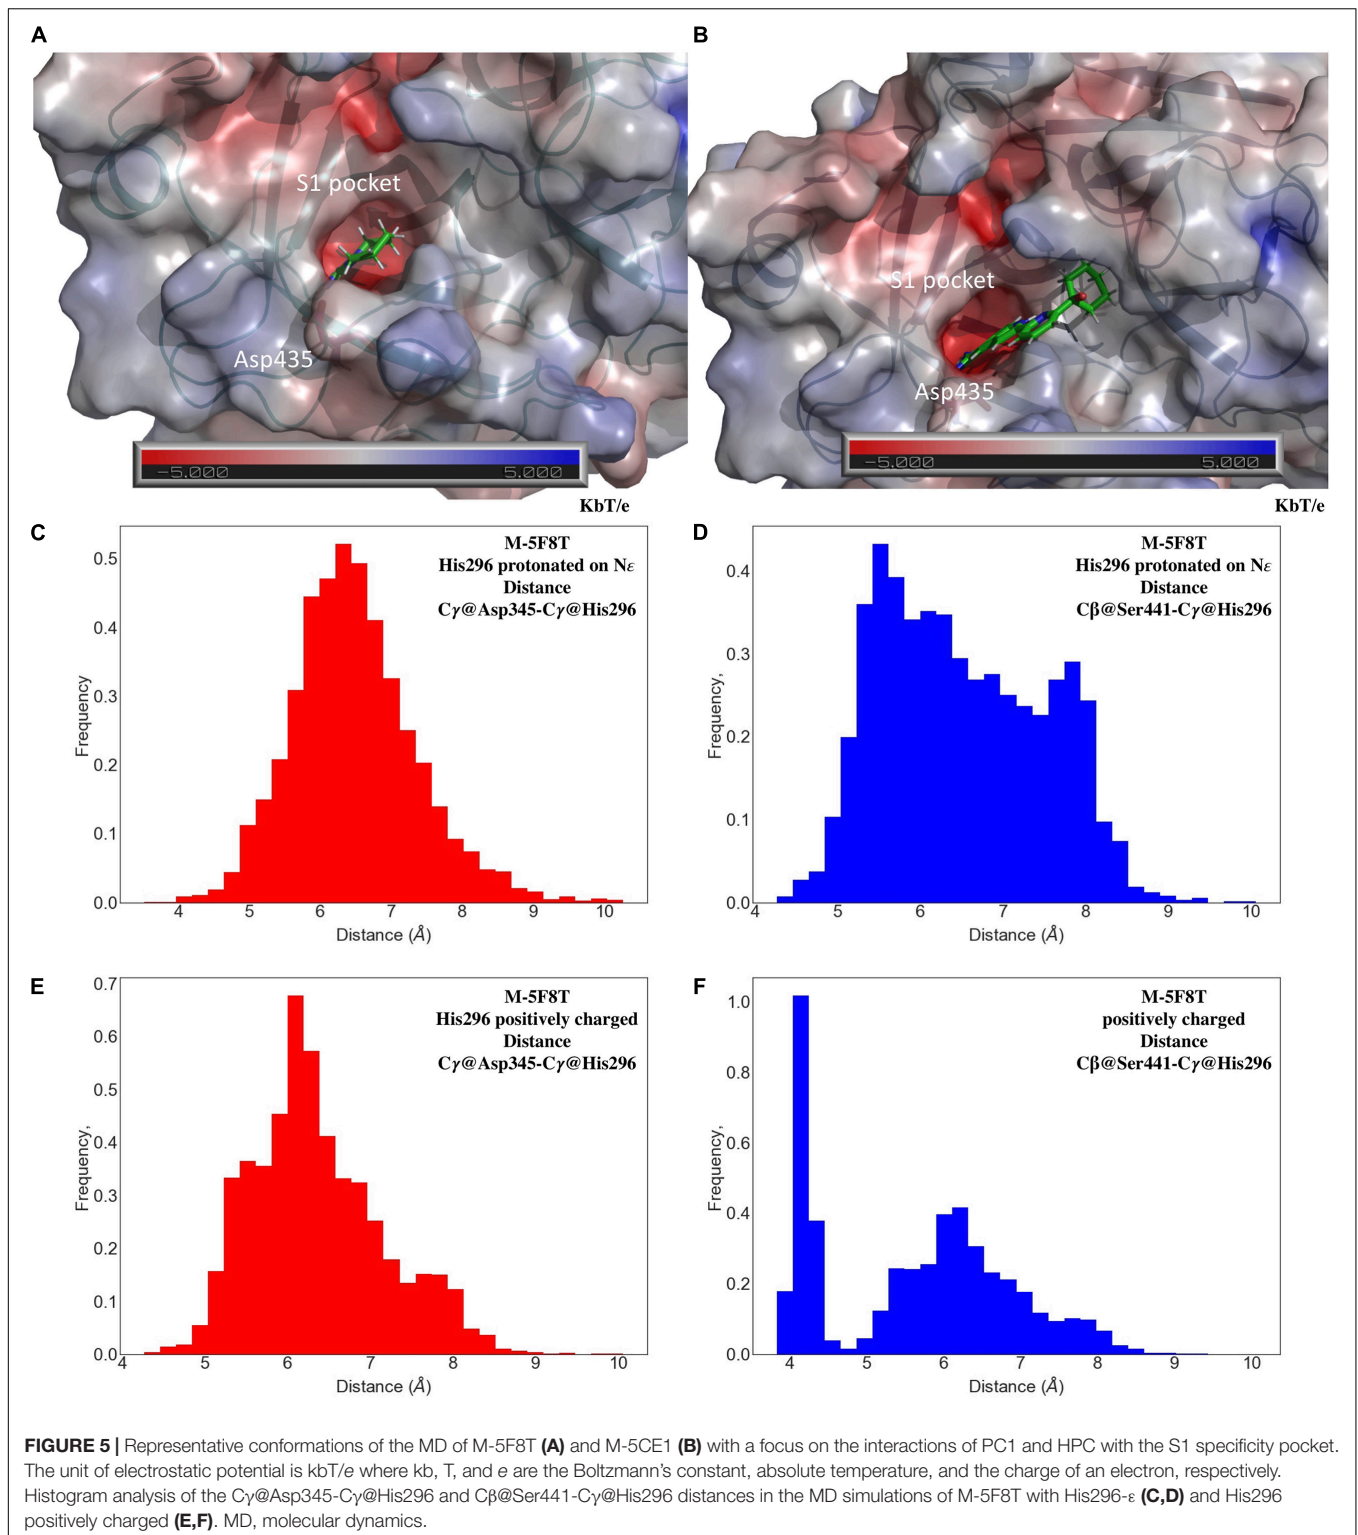 A
S1 pocket
Asp435
-5.000 5.000
KbT/e
B
S1 pocket
Asp435
-5.000 5.000
KbT/e
C
M-5F8T
His296 protonated on Nε
Distance
Cγ@Asp345-Cγ@His296
Frequency
0.5
0.4
0.3
0.2
0.1
0.0
4 5 6 7 8 9 10
Distance (Å)
D
M-5F8T
His296 protonated on Nε
Distance
Cβ@Ser441-Cγ@His296
Frequency,
0.4
0.3
0.2
0.1
0.0
4 5 6 7 8 9 10
Distance (Å)
E
M-5F8T
His296 positively charged
Distance
Cγ@Asp345-Cγ@His296
Frequency,
0.7
0.6
0.5
0.4
0.3
0.2
0.1
0.0
4 5 6 7 8 9 10
Distance (Å)
F
M-5F8T
positively charged
Distance
Cβ@Ser441-Cγ@His296
Frequency,
1.0
0.8
0.6
0.4
0.2
0.0
4 5 6 7 8 9 10
Distance (Å)
FIGURE 5 | Representative conformations of the MD of M-5F8T (A) and M-5CE1 (B) with a focus on the interactions of PC1 and HPC with the S1 specificity pocket.
The unit of electrostatic potential is kbT/e where kb, T, and e are the Boltzmann's constant, absolute temperature, and the charge of an electron, respectively.
Histogram analysis of the Cγ@Asp345-Cγ@His296 and Cβ@Ser441-Cγ@His296 distances in the MD simulations of M-5F8T with His296-ε (C,D) and His296
positively charged (E,F). MD, molecular dynamics.